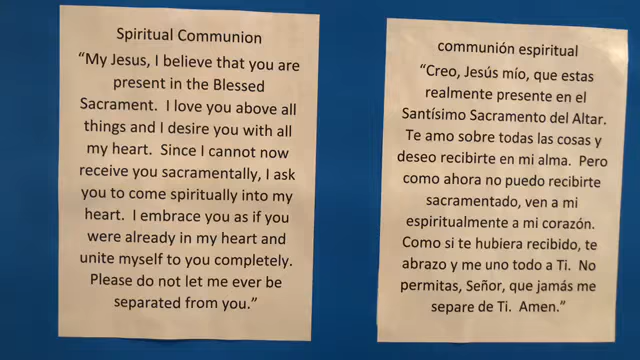 Spiritual Communion
“My Jesus, I believe that you are
present in the Blessed
Sacrament.  I love you above all
things and I desire you with all
my heart.  Since I cannot now
receive you sacramentally, I ask
you to come spiritually into my
heart.  I embrace you as if you
were already in my heart and
unite myself to you completely.
Please do not let me ever be
separated from you.”
communión espiritual
“Creo, Jesús mío, que estas
realmente presente en el
Santísimo Sacramento del Altar.
Te amo sobre todas las cosas y
deseo recibirte en mi alma.  Pero
como ahora no puedo recibirte
sacramentado, ven a mi
espiritualmente a mi corazón.
Como si te hubiera recibido, te
abrazo y me uno todo a Ti.  No
permitas, Señor, que jamás me
separe de Ti.  Amen.”